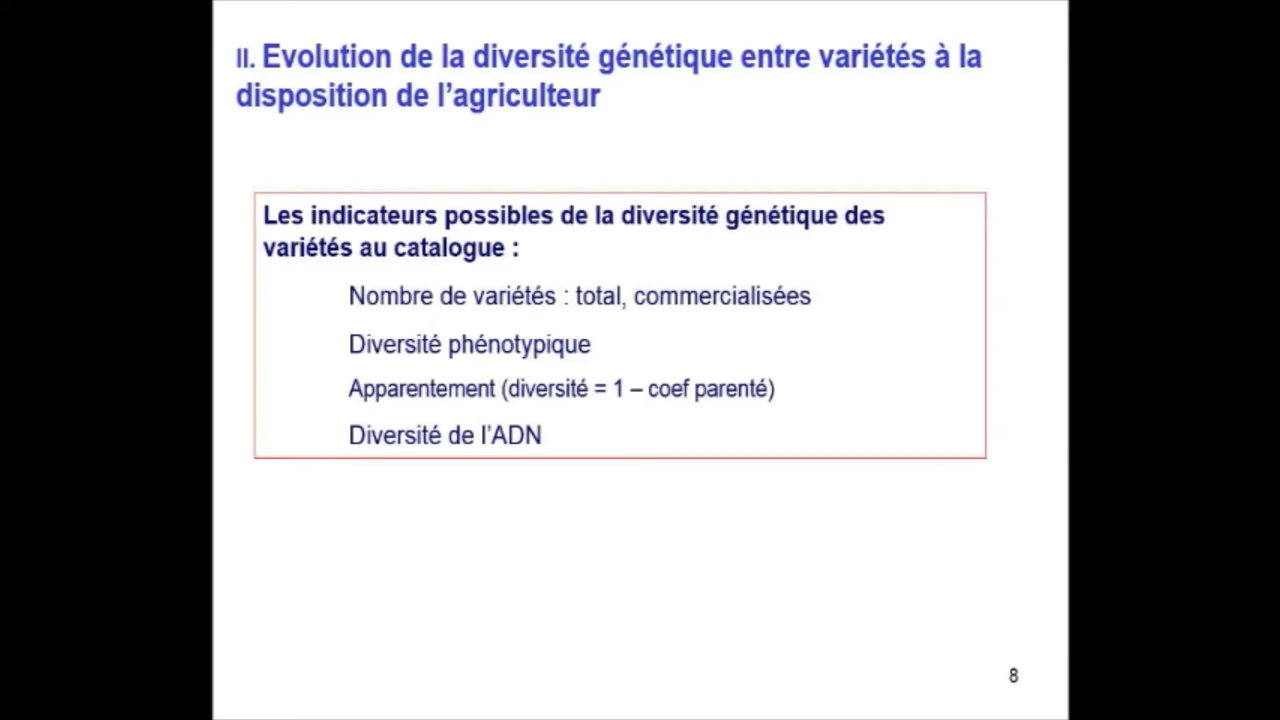 II. Evolution de la diversité génétique entre variétés à la
disposition de l’agriculteur
Les indicateurs possibles de la diversité génétique des
variétés au catalogue :
Nombre de variétés : total, commercialisées
Diversité phénotypique
Apparentement (diversité = 1 – coef parenté)
Diversité de l’ADN
8